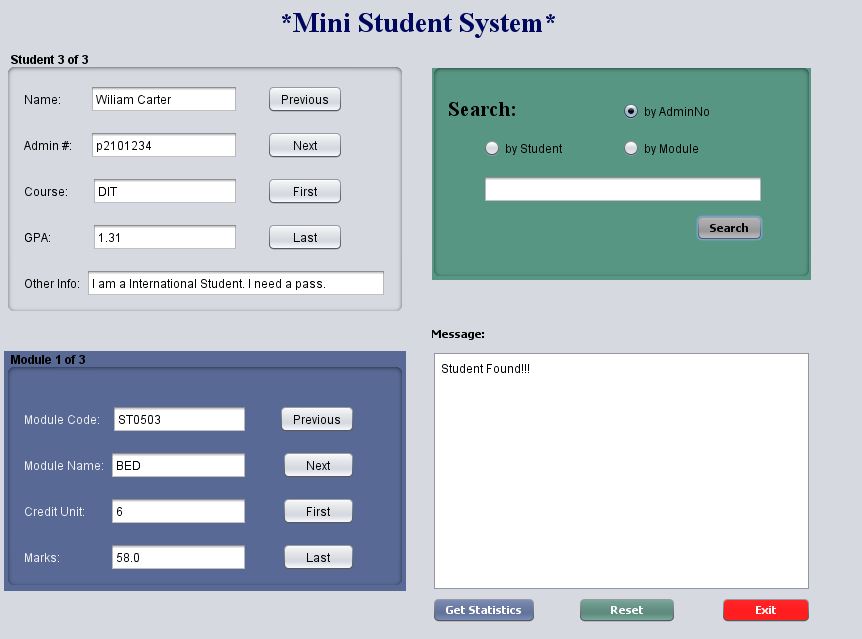 *Mini Student System*
Student 3 of 3
Name: Wiliam Carter Previous
Admin #: p2101234 Next
Course: DIT First
GPA: 1.31 Last
Other Info: I am a International Student. I need a pass.
Search: by AdminNo
by Student by Module
Search
Module 1 of 3
Module Code: ST0503 Previous
Module Name: BED Next
Credit Unit: 6 First
Marks: 58.0 Last
Message:
Student Found!!!
Get Statistics Reset Exit